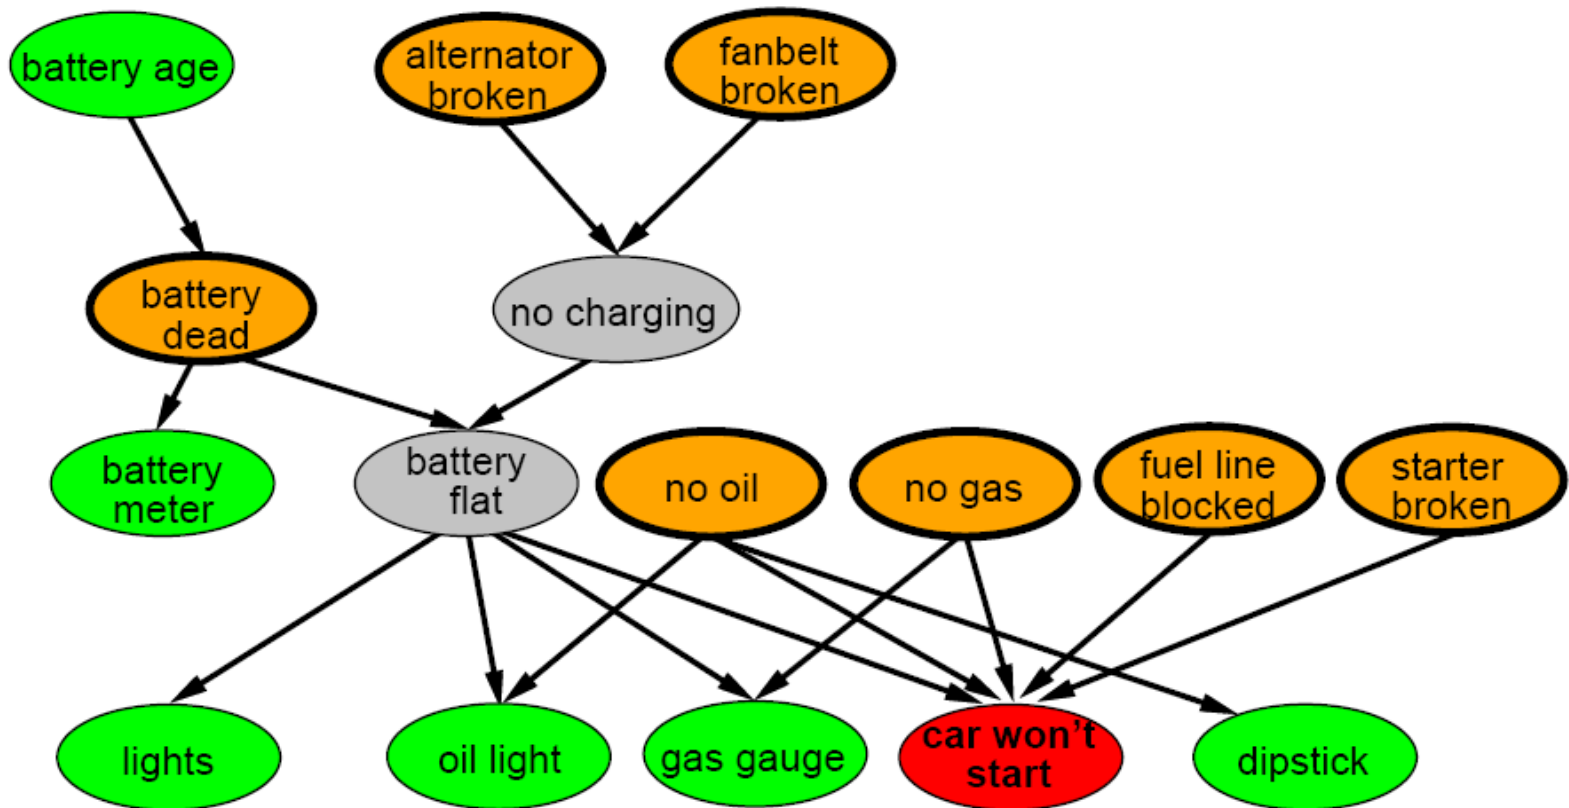 battery age
alternator
broken
fanbelt
broken
battery
dead
no charging
battery
meter
battery
flat
no oil
no gas
fuel line
blocked
starter
broken
lights
oil light
gas gauge
car won't
start
dipstick